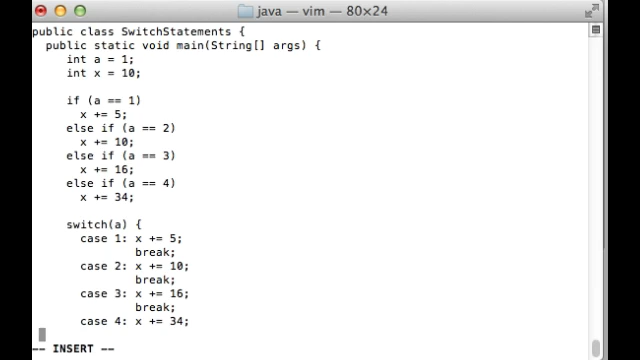 java — vim — 80×24
public class SwitchStatements {
  public static void main(String[] args) {
     int a = 1;
     int x = 10;

     if (a == 1)
       x += 5;
     else if (a == 2)
       x += 10;
     else if (a == 3)
       x += 16;
     else if (a == 4)
       x += 34;

     switch(a) {
       case 1: x += 5;
               break;
       case 2: x += 10;
               break;
       case 3: x += 16;
               break;
       case 4: x += 34;
-- INSERT --